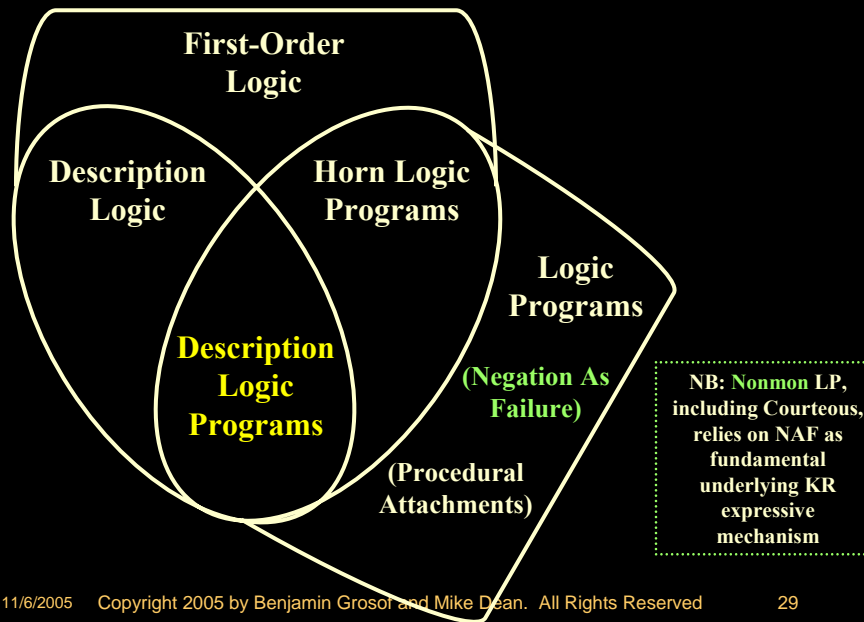 First-Order
Logic
Description
Logic
Horn Logic
Programs
Logic
Programs
Description
Logic
Programs
(Negation As
Failure)
(Procedural
Attachments)
NB: Nonmon LP,
including Courteous,
relies on NAF as
fundamental
underlying KR
expressive
mechanism
11/6/2005 Copyright 2005 by Benjamin Grosof and Mike Dean. All Rights Reserved 29